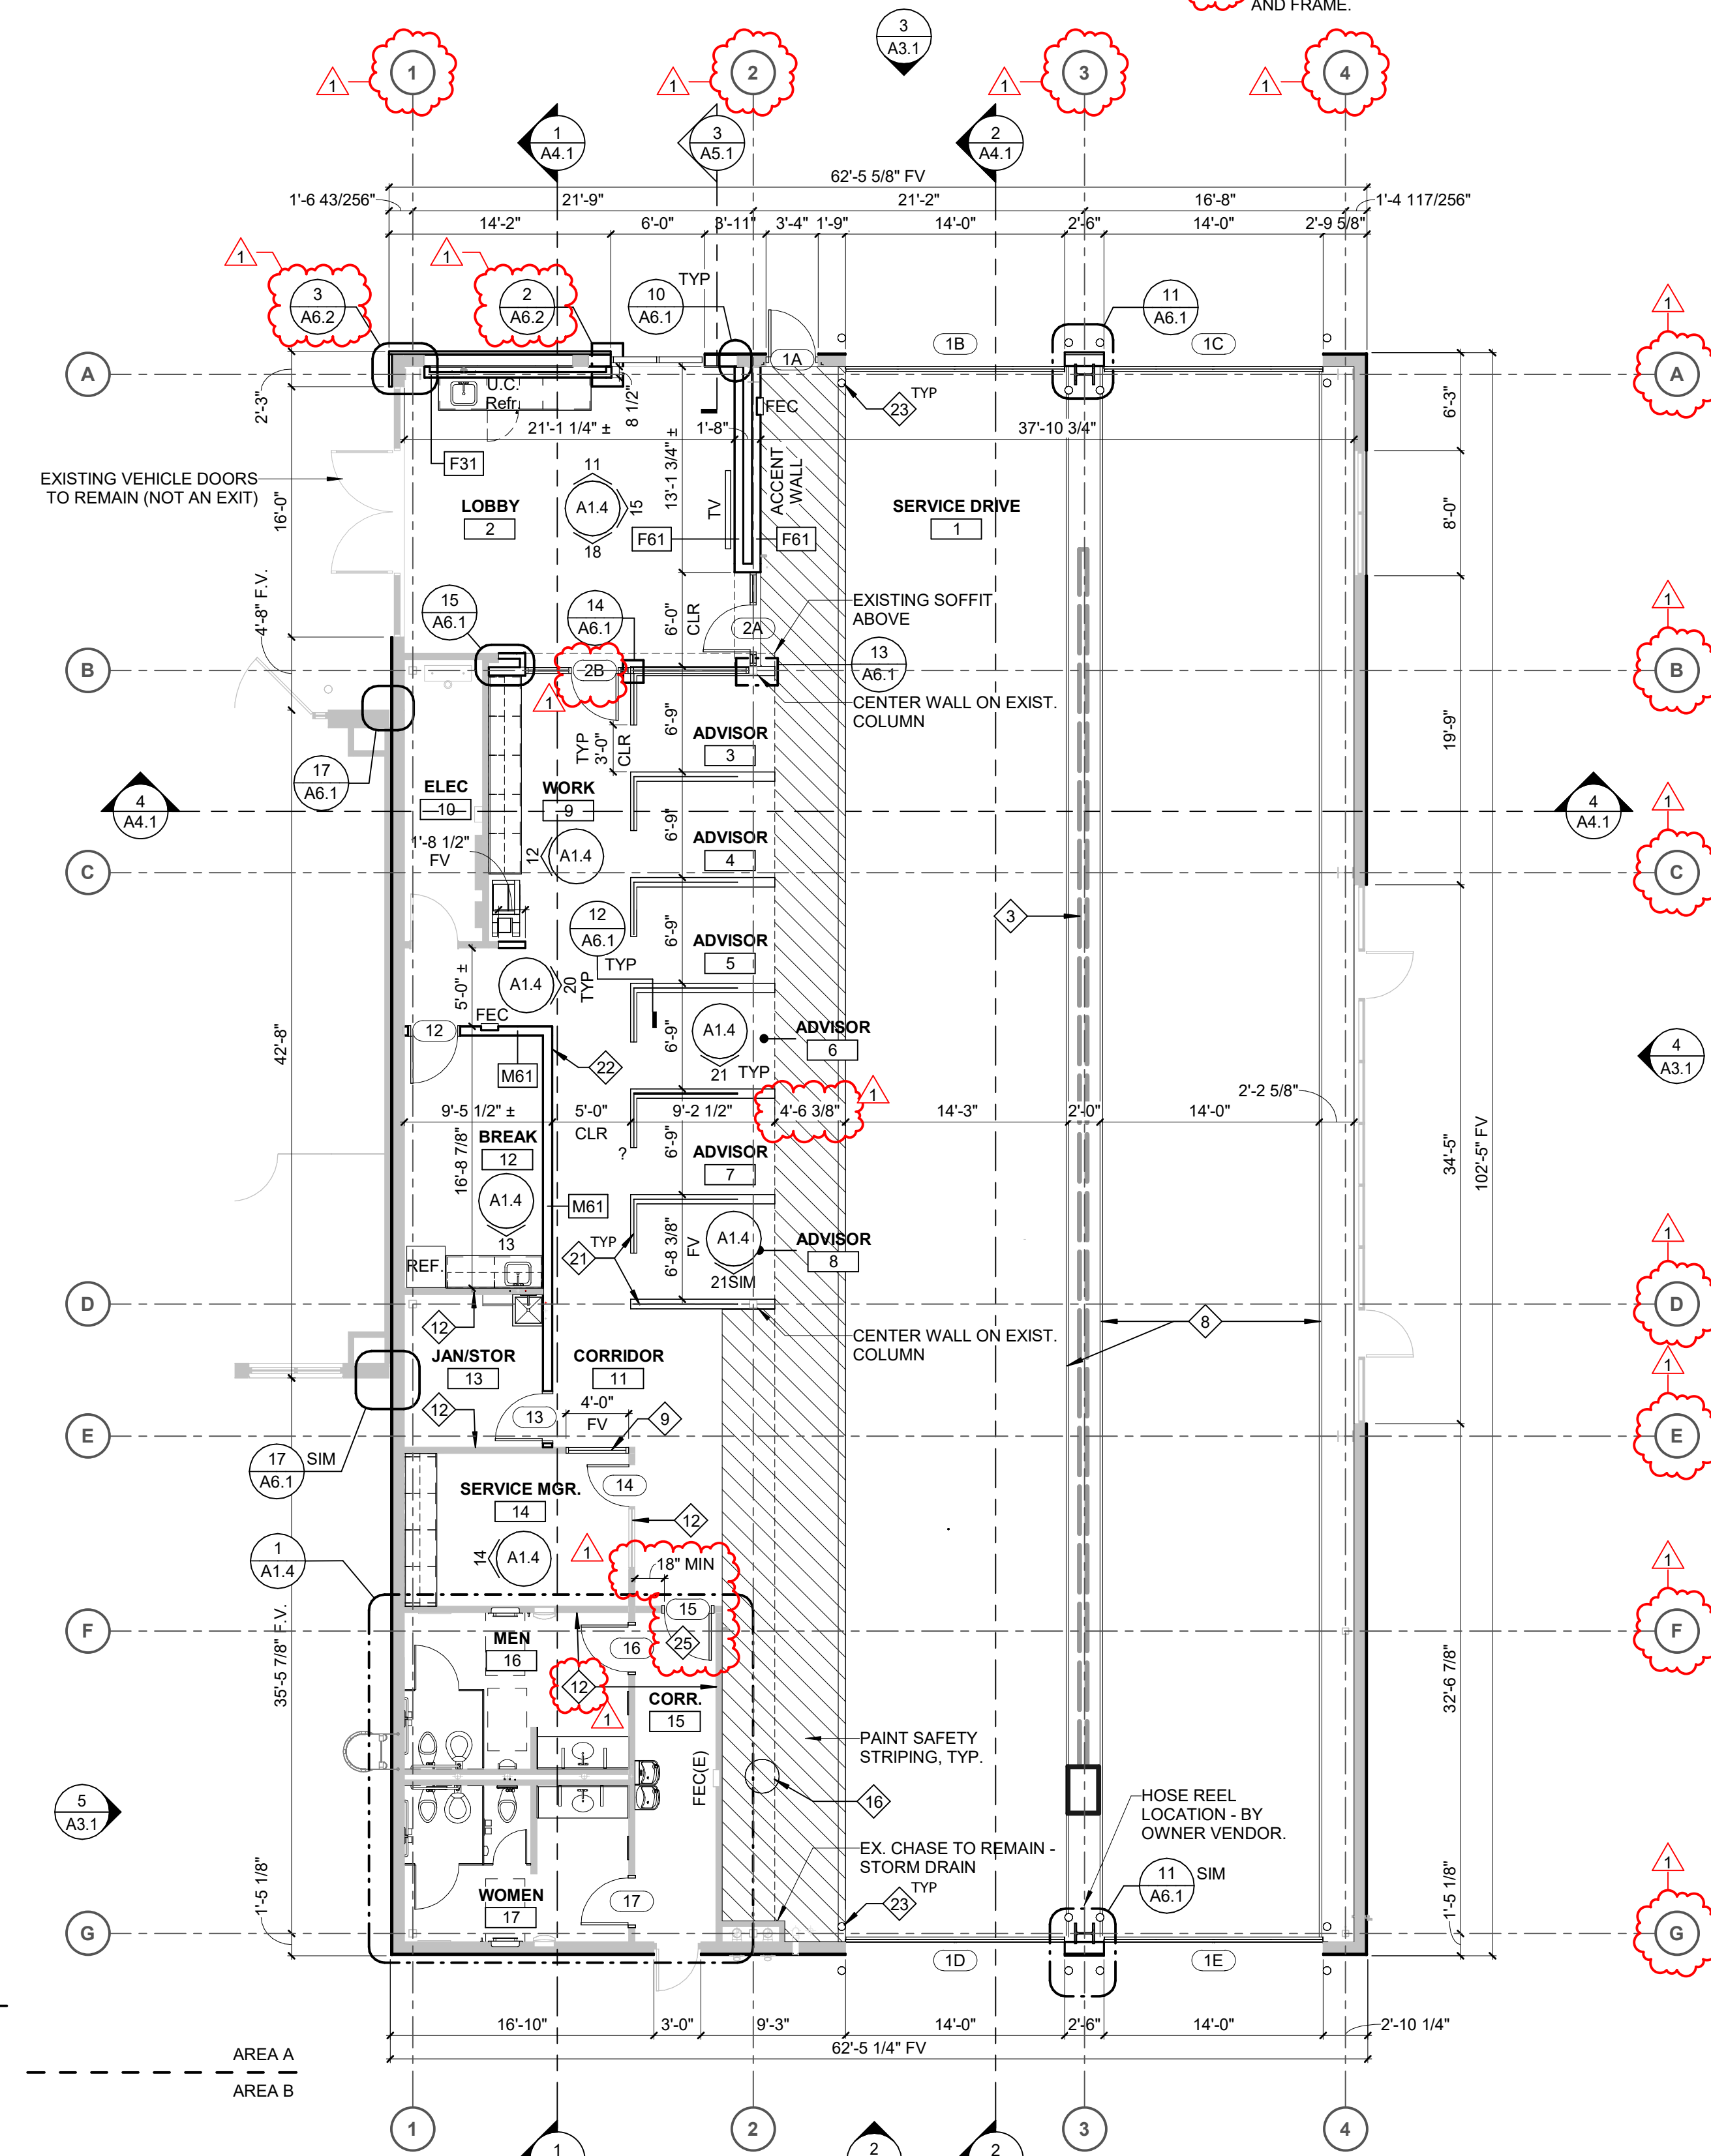 AND FRAME.
3
A3.1
1
1
1
1
1
2
3
4
1
A4.1
3
A5.1
2
A4.1
62'-5 5/8" FV
1'-6 43/256"
21'-9"
21'-2"
16'-8"
1'-4 117/256"
14'-2"
6'-0"
3'-11"
3'-4"
1'-9"
14'-0"
2'-6"
14'-0"
2'-9 5/8"
1
1
3
A6.2
2
A6.2
10
A6.1
TYP
11
A6.1
1
1A
1B
1C
A
A
U.C.
Refr.
8 1/2"
FEC
23
TYP
2'-3"
6'-3"
21'-1 1/4" ±
1'-8"
37'-10 3/4"
F31
13'-1 3/4" ±
ACCENT
WALL
EXISTING VEHICLE DOORS
TO REMAIN (NOT AN EXIT)
16'-0"
LOBBY
2
11
A1.4
15
18
TV
F61
F61
SERVICE DRIVE
1
8'-0"
4'-8" F.V.
15
A6.1
14
A6.1
6'-0"
CLR
2A
EXISTING SOFFIT
ABOVE
13
A6.1
1
B
2B
B
1
CENTER WALL ON EXIST.
COLUMN
17
A6.1
TYP
3'-0"
CLR
6'-9"
ADVISOR
3
19'-9"
4
A4.1
ELEC
10
WORK
9
4
A4.1
1
1'-8 1/2"
FV
12
A1.4
6'-9"
ADVISOR
4
C
C
12
A6.1
TYP
3
6'-9"
ADVISOR
5
5'-0" ±
A1.4
20
TYP
FEC
12
42'-8"
6'-9"
A1.4
21
TYP
ADVISOR
6
4
A3.1
M61
22
1
9'-5 1/2" ±
5'-0"
CLR
9'-2 1/2"
4'-6 3/8"
14'-3"
2'-0"
14'-0"
2'-2 5/8"
?
BREAK
12
16'-8 7/8"
6'-9"
ADVISOR
7
34'-5"
102'-5" FV
A1.4
13
M61
REF.
21
TYP
6'-8 3/8"
FV
A1.4
21SIM
ADVISOR
8
1
D
D
12
8
CENTER WALL ON EXIST.
COLUMN
JAN/STOR
13
CORRIDOR
11
1
12
13
4'-0"
FV
9
E
E
17
A6.1
SIM
SERVICE MGR.
14
14
12
1
A1.4
14
A1.4
1
18" MIN
1
15
F
F
MEN
16
16
25
12
1
CORR.
15
35'-5 7/8" F.V.
32'-6 7/8"
PAINT SAFETY
STRIPING, TYP.
FEC(E)
5
A3.1
16
HOSE REEL
LOCATION - BY
OWNER VENDOR.
EX. CHASE TO REMAIN -
STORM DRAIN
11
A6.1
SIM
1
1'-5 1/8"
WOMEN
17
17
23
TYP
1'-5 1/8"
G
G
1D
1E
16'-10"
3'-0"
9'-3"
14'-0"
2'-6"
14'-0"
2'-10 1/4"
62'-5 1/4" FV
AREA A
AREA B
1
2
3
4
1
2
2